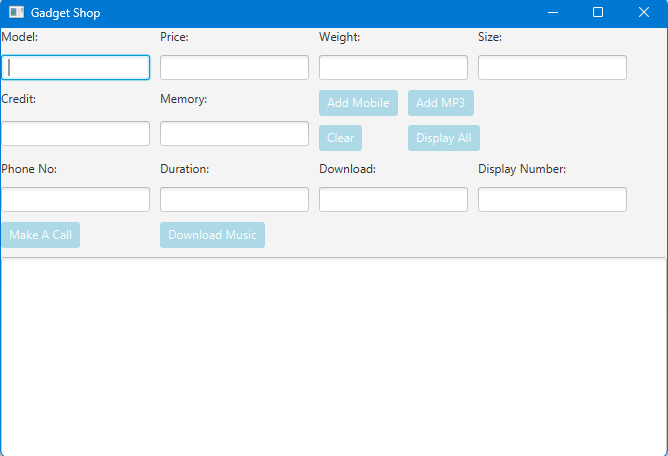 Gadget Shop
Model: Price: Weight: Size:
Credit: Memory: Add Mobile Add MP3
Clear Display All
Phone No: Duration: Download: Display Number:
Make A Call Download Music